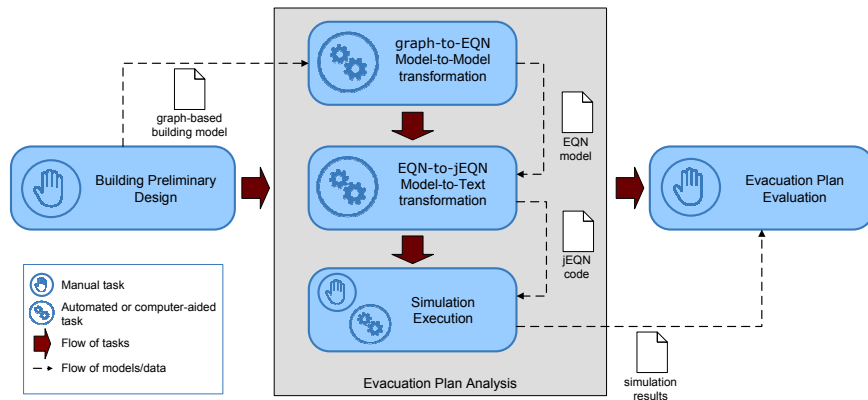 graph-to-EQN
Model-to-Model
transformation
graph-based
building model
EQN
model
Building Preliminary
Design
EQN-to-jEQN
Model-to-Text
transformation
Evacuation Plan
Evaluation
jEQN
code
Manual task
Automated or computer-aided
task
Flow of tasks
Flow of models/data
Simulation
Execution
Evacuation Plan Analysis
simulation
results